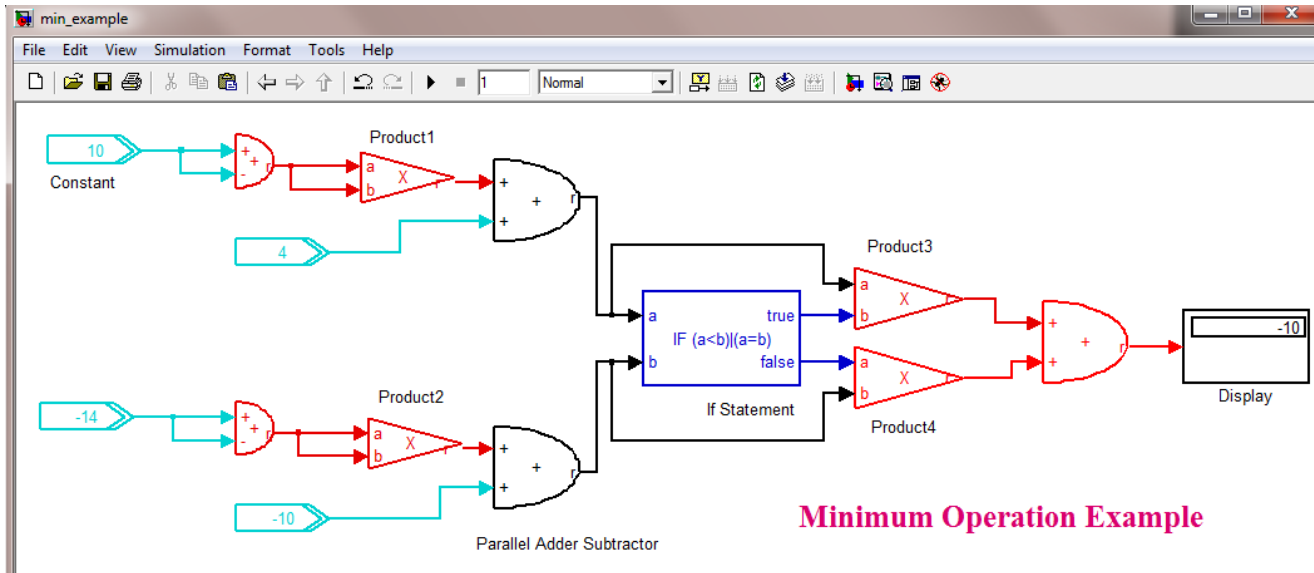 min_example
File Edit View Simulation Format Tools Help
1 Normal
10
Constant
+
-
+
r
Product1
a
b
X
r
4
+
+
+
r
a
b
IF (a<b)|(a=b)
true
false
If Statement
Product3
a
b
X
r
a
b
X
r
Product4
+
+
+
r
-10
Display
-14
+
-
+
r
Product2
a
b
X
r
-10
+
+
+
r
Parallel Adder Subtractor
Minimum Operation Example